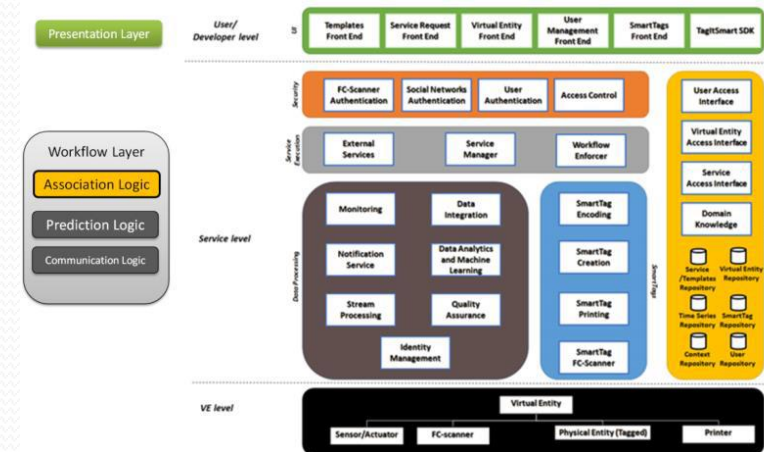 Presentation Layer
Workflow Layer
Association Logic
Prediction Logic
Communication Logic
User/
Developer level
UI
Templates
Front End
Service Request
Front End
Virtual Entity
Front End
User
Management
Front End
SmartTags
Front End
TagItSmart SDK
Service level
Security
FC-Scanner
Authentication
Social Networks
Authentication
User
Authentication
Access Control
Service
Execution
External
Services
Service
Manager
Workflow
Enforcer
Data Processing
Monitoring
Data
Integration
Notification
Service
Data Analytics
and Machine
Learning
Stream
Processing
Quality
Assurance
Identity
Management
SmartTag
Encoding
SmartTag
Creation
SmartTag
Printing
SmartTag
FC-Scanner
SmartTags
User Access
Interface
Virtual Entity
Access Interface
Service
Access Interface
Domain
Knowledge
Service
/Templates
Repository
Virtual Entity
Repository
Time Series
Repository
SmartTag
Repository
Context
Repository
User
Repository
VE level
Virtual Entity
Sensor/Actuator
FC-scanner
Physical Entity (Tagged)
Printer